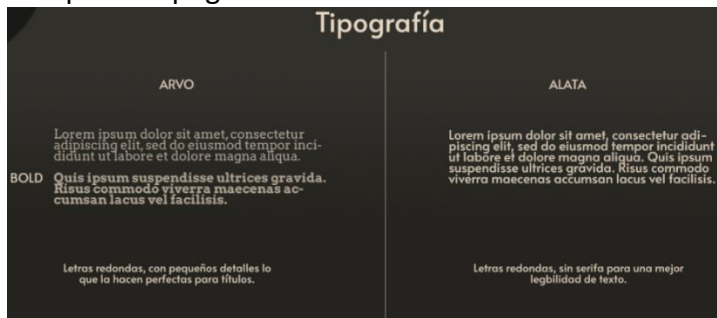 Tipografía
ARVO
Lorem ipsum dolor sit amet, consectetur
adipiscing elit, sed do eiusmod tempor inci-
didunt ut labore et dolore magna aliqua.
BOLD Quis ipsum suspendisse ultrices gravida.
Risus commodo viverra maecenas ac-
cumsan lacus vel facilisis.
Letras redondas, con pequeños detalles lo
que la hacen perfectas para títulos.
ALATA
Lorem ipsum dolor sit amet, consectetur adi-
piscing elit, sed do eiusmod tempor incididunt
ut labore et dolore magna aliqua. Quis ipsum
suspendisse ultrices gravida. Risus commodo
viverra maecenas accumsan lacus vel facilisis.
Letras redondas, sin serifa para una mejor
legbilidad de texto.